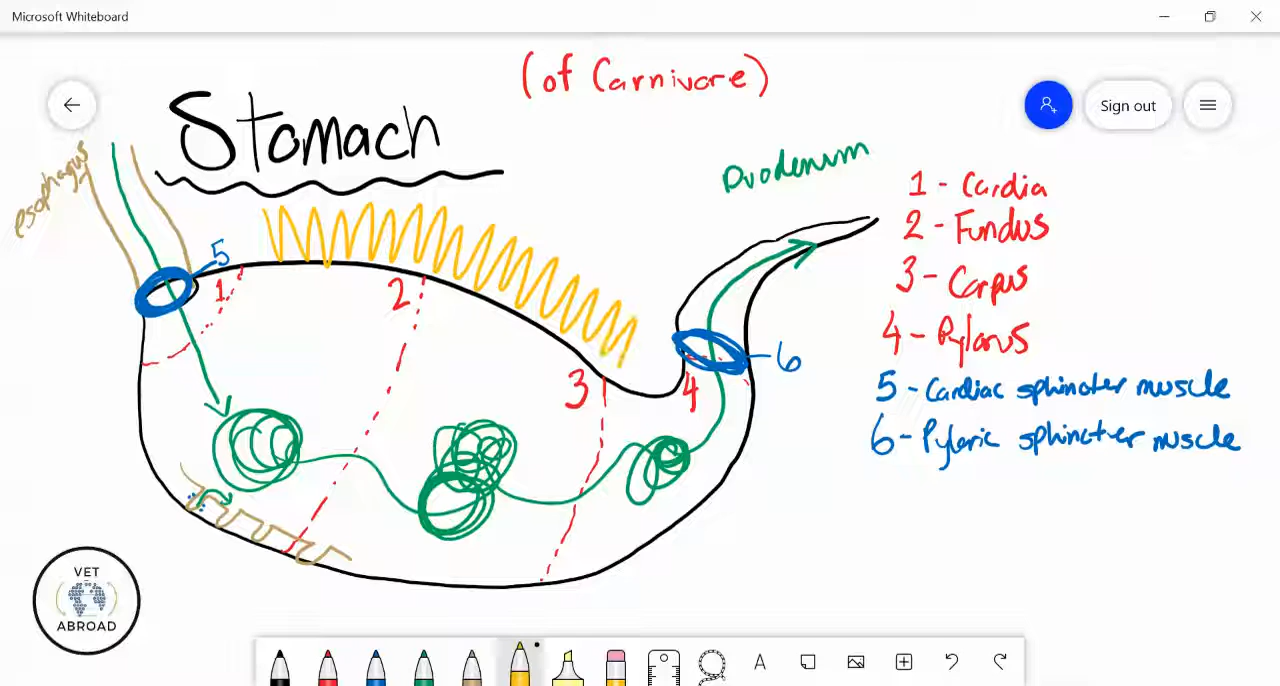 Microsoft Whiteboard
(of Carnivore)
Stomach
Sign out
esophagus
Duodenum
1 - Cardia
2 - Fundus
3 - Corpus
4 - Pylorus
5 - Cardiac sphincter muscle
6 - Pyloric sphincter muscle
5
1
2
3
4
6
VET
ABROAD
A